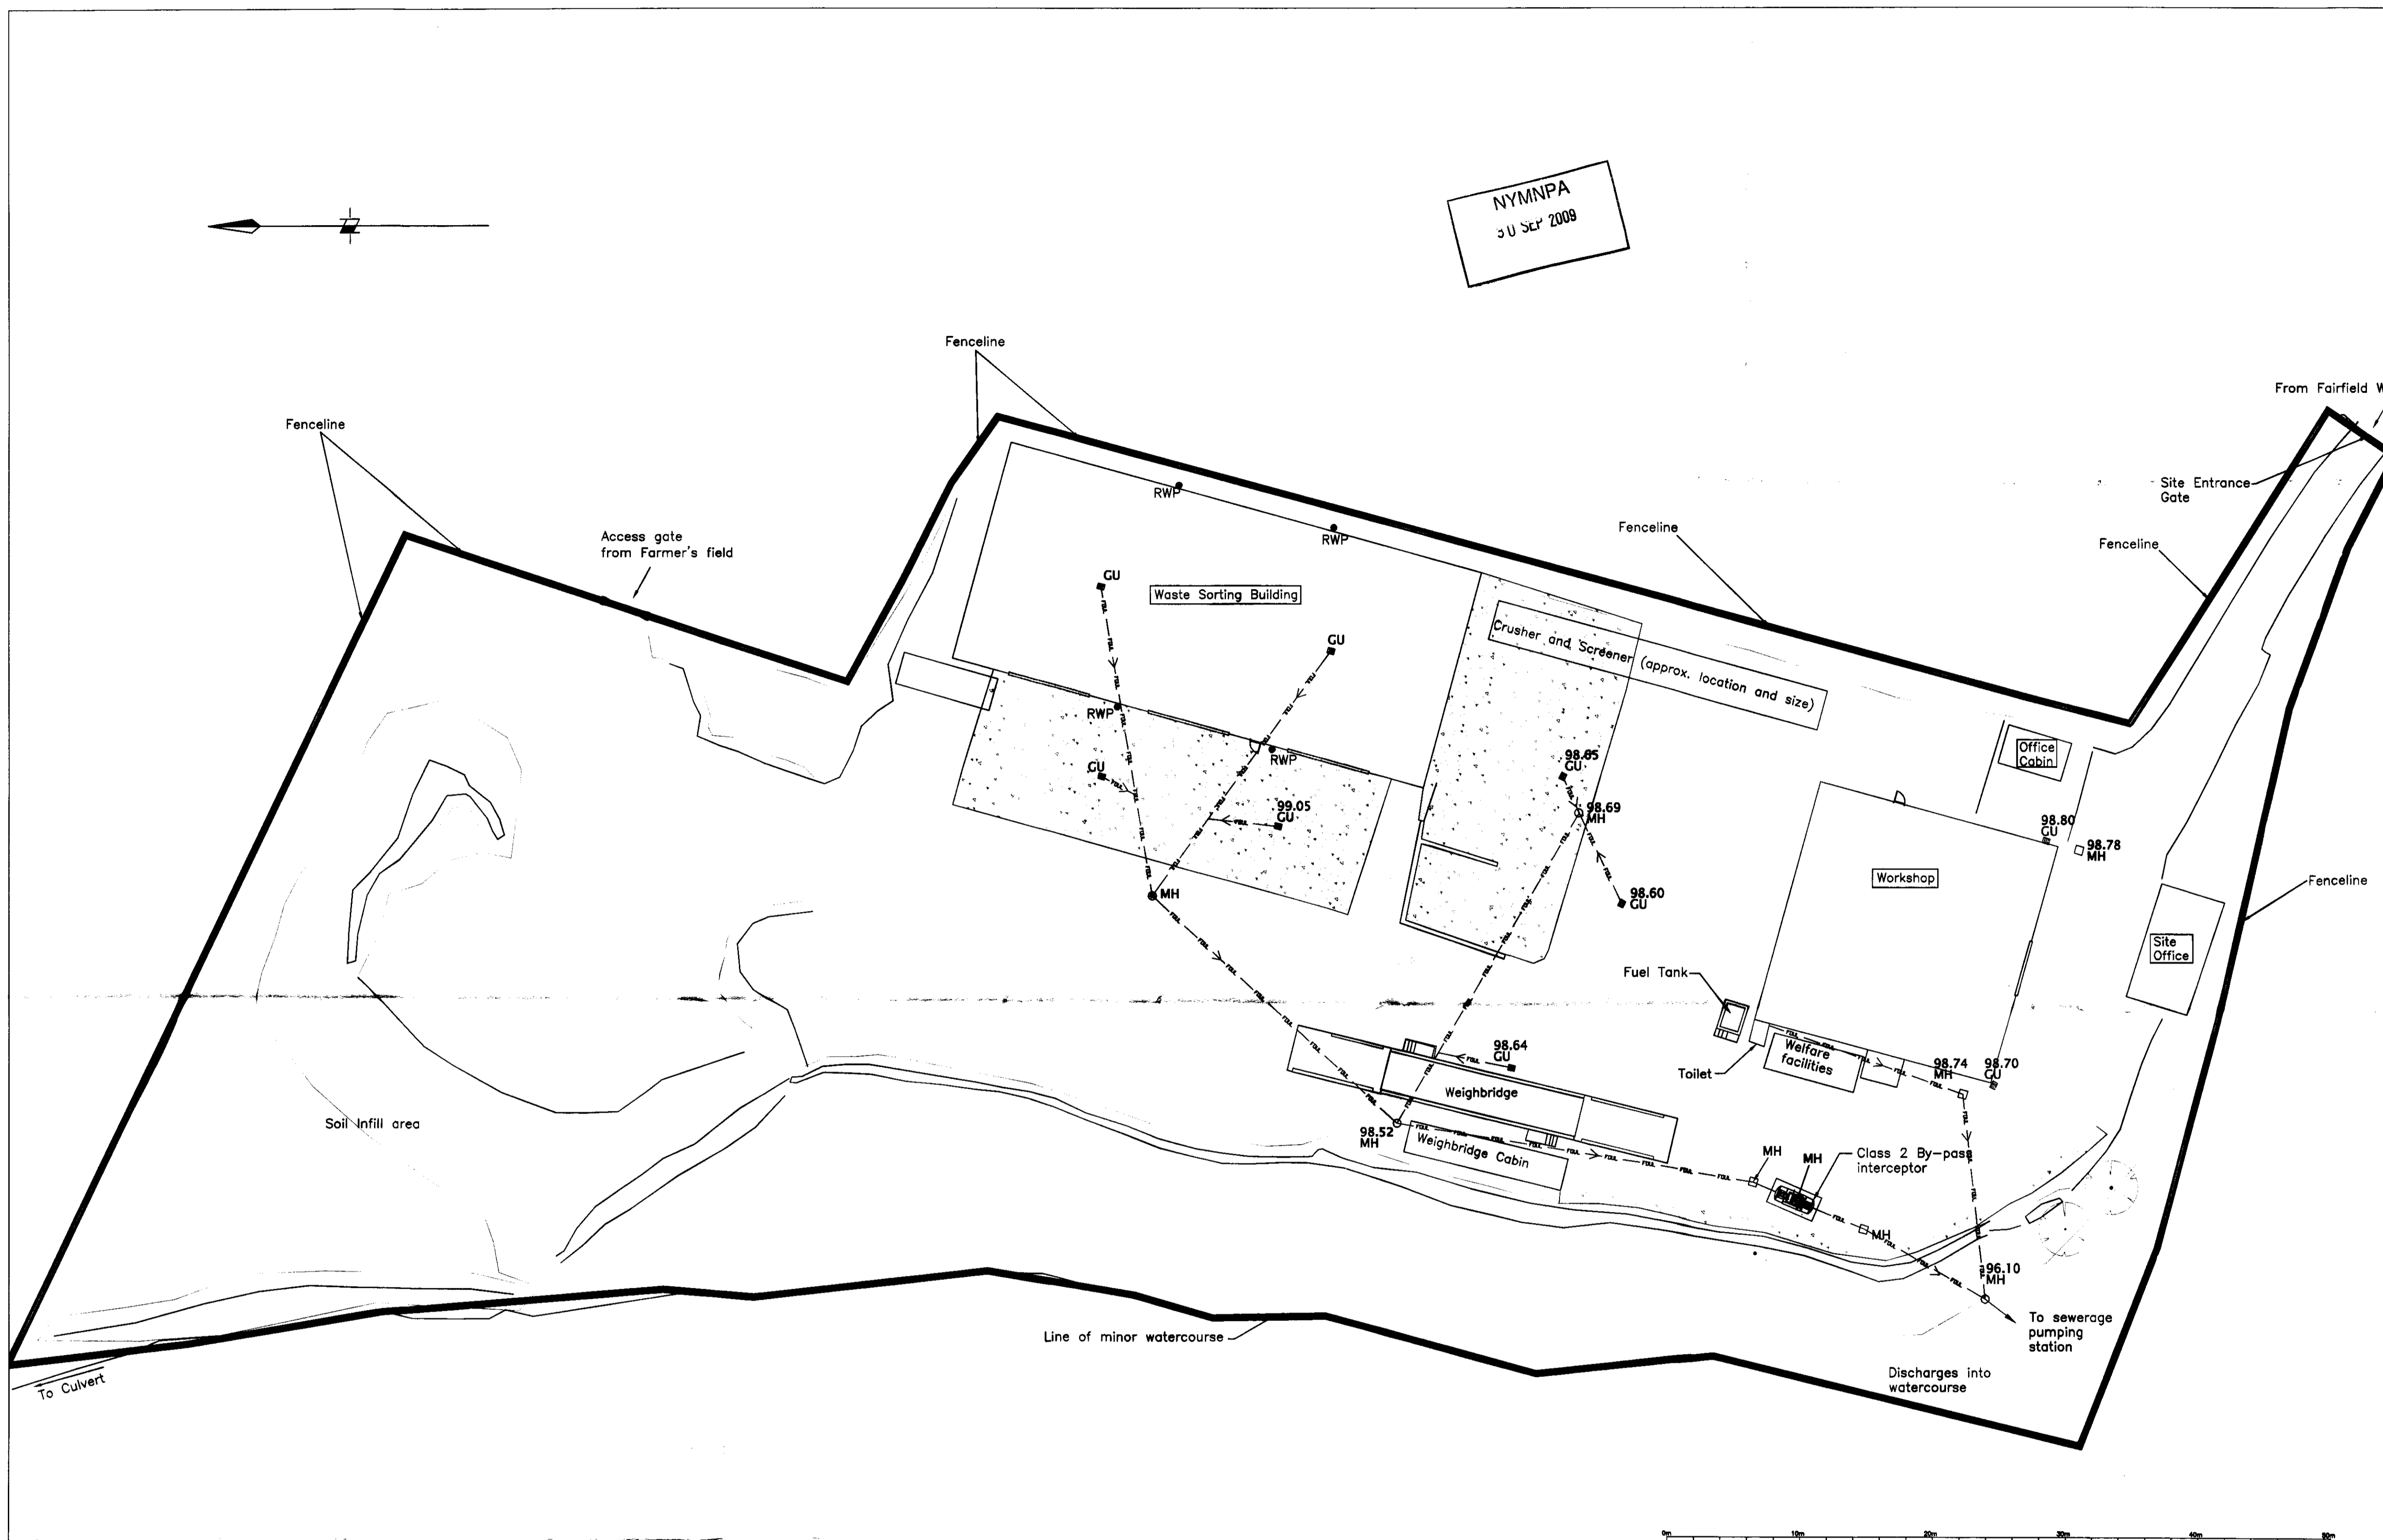 NYMNPA
30 SEP 2009
Fenceline
From Fairfield W
Fenceline
Site Entrance
Gate
RWP
Fenceline
Access gate
from Farmer's field
RWP
Fenceline
GU
Waste Sorting Building
Crusher and Screener (approx. location and size)
GU
RWP
RWP
Office
Cabin
98.65
GU
GU
99.05
GU
98.69
MH
98.80
GU
98.78
MH
Workshop
Fenceline
MH
98.60
GU
Site
Office
Fuel Tank
98.64
GU
Welfare
facilities
Toilet
98.74
MH
98.70
GU
Weighbridge
Soil Infill area
98.52
MH
Weighbridge Cabin
MH
MH
Class 2 By-pass
interceptor
MH
96.10
MH
Line of minor watercourse
To sewerage
pumping
station
To Culvert
Discharges into
watercourse
FOUL
0m 10m 20m 30m 40m 50m